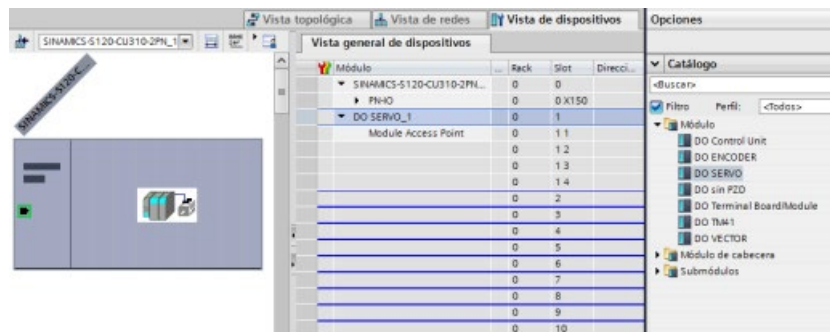 Vista topológica
Vista de redes
Vista de dispositivos
Opciones
SINAMICS-S120-CU310-2PN_1
Vista general de dispositivos
Módulo ... Rack Slot Direcci...
SINAMICS-S120-CU310-2PN... 0 0
PN-IO 0 0 X150
DO SERVO_1 0 1
Module Access Point 0 1 1
0 1 2
0 1 3
0 1 4
0 2
0 3
0 4
0 5
0 6
0 7
0 8
0 9
0 10
SINAMICS-S120-C...
Catálogo
<Buscar>
Filtro Perfil: <Todos>
Módulo
DO Control Unit
DO ENCODER
DO SERVO
DO sin PZD
DO Terminal Board/Module
DO TM41
DO VECTOR
Módulo de cabecera
Submódulos